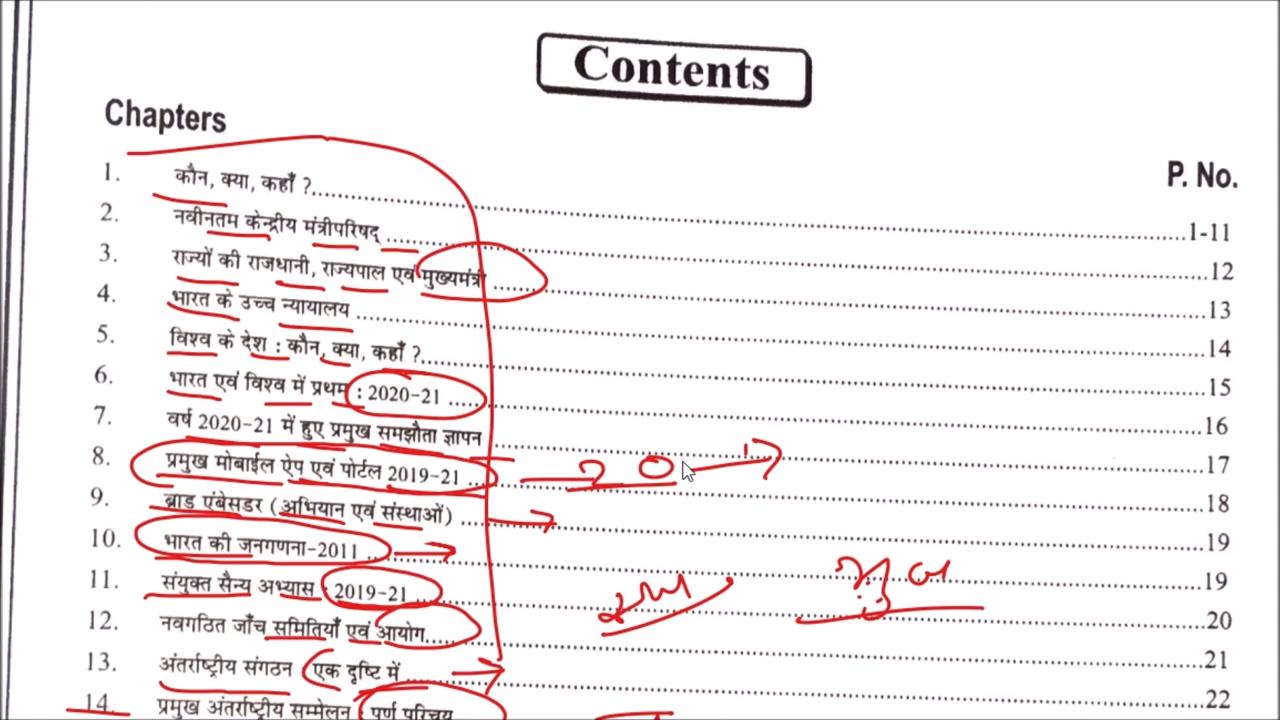 Contents
Chapters
P. No.
1. कौन, क्या, कहाँ ?.......... 1-11
2. नवीनतम केन्द्रीय मंत्रीपरिषद् .......... 12
3. राज्यों की राजधानी, राज्यपाल एवं मुख्यमंत्री .......... 13
4. भारत के उच्च न्यायालय .......... 14
5. विश्व के देश : कौन, क्या, कहाँ ?.......... 15
6. भारत एवं विश्व में प्रथम : 2020-21 .......... 16
7. वर्ष 2020-21 में हुए प्रमुख समझौता ज्ञापन .......... 17
8. प्रमुख मोबाईल ऐप एवं पोर्टल 2019-21 .......... 18
9. ब्रांड एंबेसडर (अभियान एवं संस्थाओं) .......... 19
10. भारत की जनगणना-2011 .......... 19
11. संयुक्त सैन्य अभ्यास : 2019-21 .......... 20
12. नवगठित जाँच समितियाँ एवं आयोग.......... 21
13. अंतर्राष्ट्रीय संगठन एक दृष्टि में .......... 22
14. प्रमुख अंतर्राष्ट्रीय सम्मेलन : पूर्ण परिचय